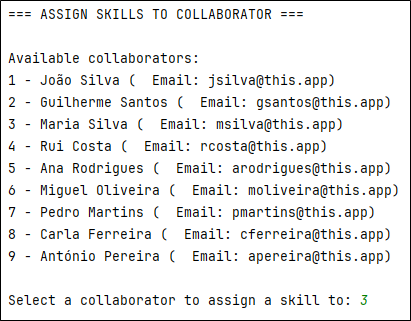 === ASSIGN SKILLS TO COLLABORATOR ===
Available collaborators:
1 - João Silva (  Email: jsilva@this.app)
2 - Guilherme Santos (  Email: gsantos@this.app)
3 - Maria Silva (  Email: msilva@this.app)
4 - Rui Costa (  Email: rcosta@this.app)
5 - Ana Rodrigues (  Email: arodrigues@this.app)
6 - Miguel Oliveira (  Email: moliveira@this.app)
7 - Pedro Martins (  Email: pmartins@this.app)
8 - Carla Ferreira (  Email: cferreira@this.app)
9 - António Pereira (  Email: apereira@this.app)
Select a collaborator to assign a skill to: 3